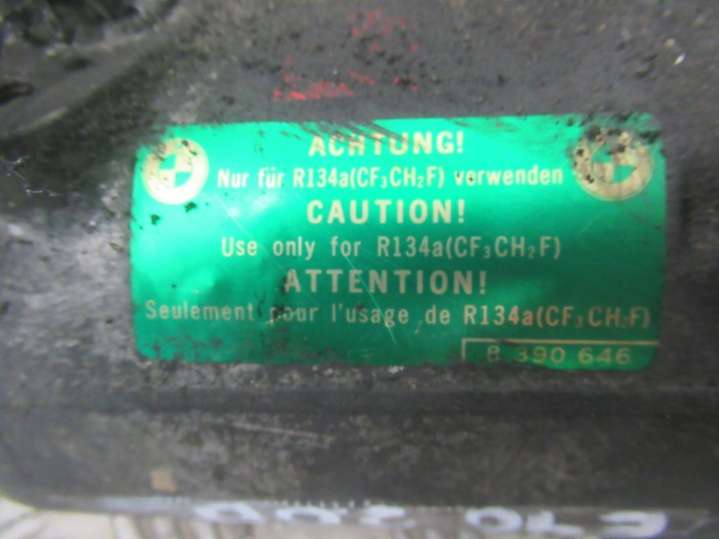 ACHTUNG!
Nur für R134a(CF₃CH₂F) verwenden
CAUTION!
Use only for R134a(CF₃CH₂F)
ATTENTION!
Seulement pour l'usage de R134a(CF₃CH₂F)
8 390 646